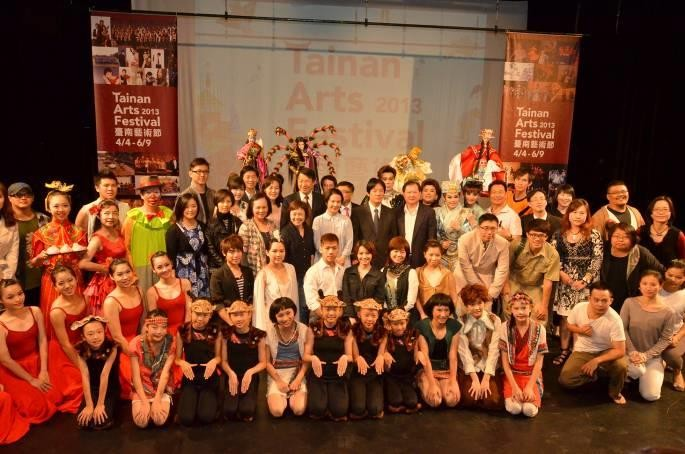 Tainan
Arts 2013
Festival
臺南藝術節
4/4 - 6/9
Tainan
Arts 2013
Festival
Tainan
Arts 2013
Festival
臺南藝術節
4/4 - 6/9